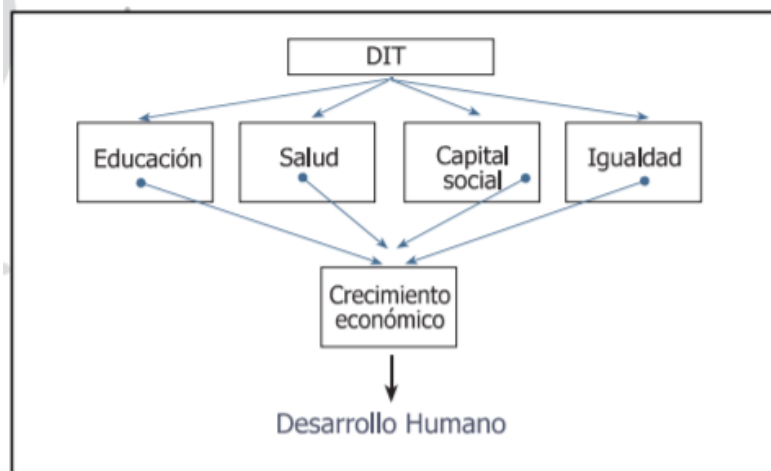 DIT
Educación
Salud
Capital
social
Igualdad
Crecimiento
económico
Desarrollo Humano